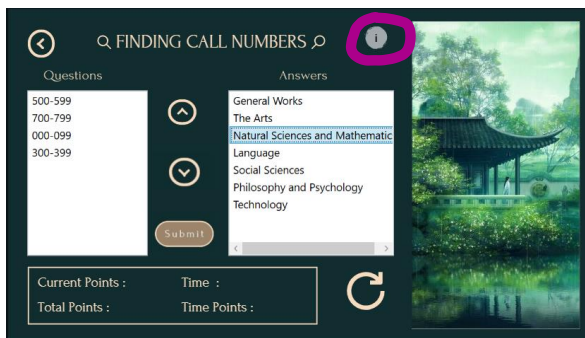 FINDING CALL NUMBERS
i
Questions
Answers
500-599
700-799
000-099
300-399
General Works
The Arts
Natural Sciences and Mathematic
Language
Social Sciences
Philosophy and Psychology
Technology
Submit
Current Points :
Time :
Total Points :
Time Points :